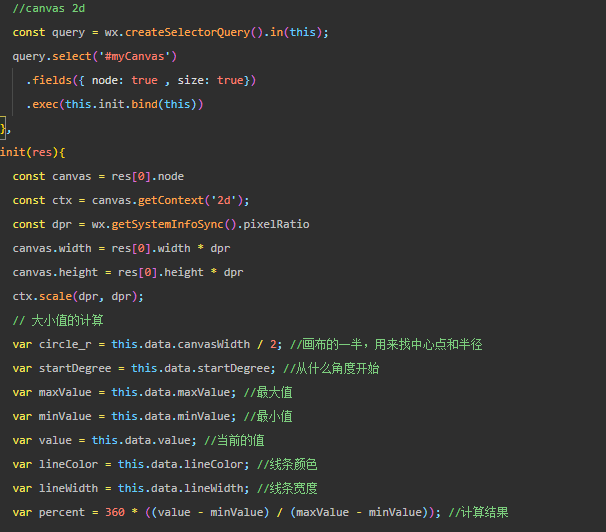 //canvas 2d
const query = wx.createSelectorQuery().in(this);
query.select('#myCanvas')
.fields({ node: true , size: true})
.exec(this.init.bind(this))
},
init(res){
const canvas = res[0].node
const ctx = canvas.getContext('2d');
const dpr = wx.getSystemInfoSync().pixelRatio
canvas.width = res[0].width * dpr
canvas.height = res[0].height * dpr
ctx.scale(dpr, dpr);
// 大小值的计算
var circle_r = this.data.canvasWidth / 2; //画布的一半，用来找中心点和半径
var startDegree = this.data.startDegree; //从什么角度开始
var maxValue = this.data.maxValue; //最大值
var minValue = this.data.minValue; //最小值
var value = this.data.value; //当前的值
var lineColor = this.data.lineColor; //线条颜色
var lineWidth = this.data.lineWidth; //线条宽度
var percent = 360 * ((value - minValue) / (maxValue - minValue)); //计算结果